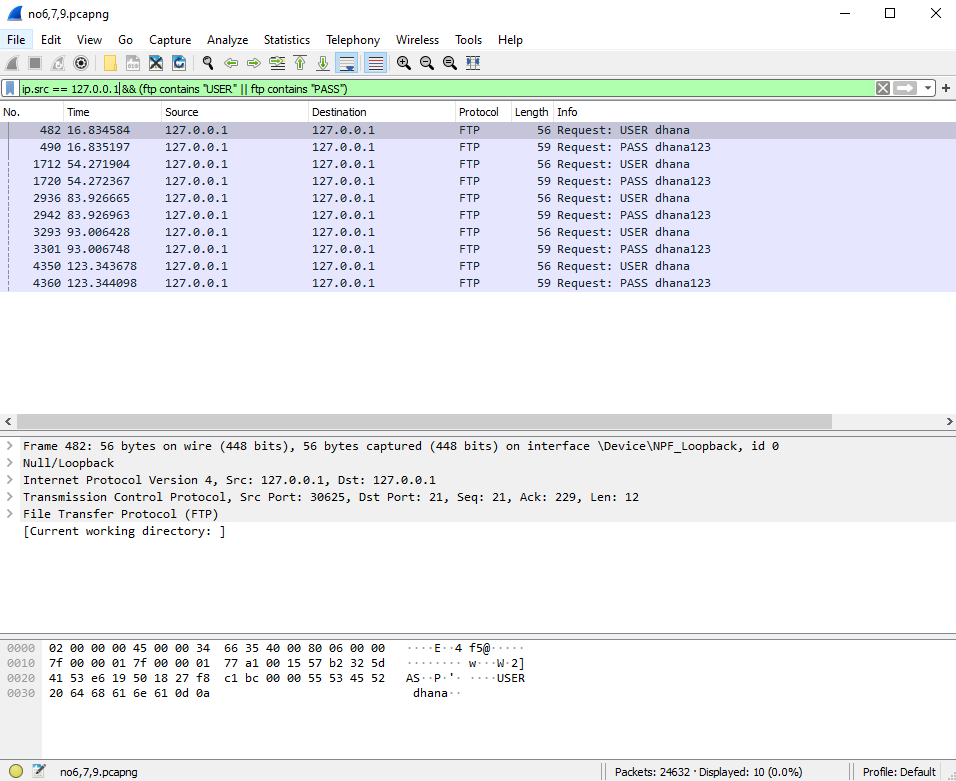 no6,7,9.pcapng
File Edit View Go Capture Analyze Statistics Telephony Wireless Tools Help
ip.src == 127.0.0.1 && (ftp contains "USER" || ftp contains "PASS")
No. Time Source Destination Protocol Length Info
482 16.834584 127.0.0.1 127.0.0.1 FTP 56 Request: USER dhana
490 16.835197 127.0.0.1 127.0.0.1 FTP 59 Request: PASS dhana123
1712 54.271904 127.0.0.1 127.0.0.1 FTP 56 Request: USER dhana
1720 54.272367 127.0.0.1 127.0.0.1 FTP 59 Request: PASS dhana123
2936 83.926665 127.0.0.1 127.0.0.1 FTP 56 Request: USER dhana
2942 83.926963 127.0.0.1 127.0.0.1 FTP 59 Request: PASS dhana123
3293 93.006428 127.0.0.1 127.0.0.1 FTP 56 Request: USER dhana
3301 93.006748 127.0.0.1 127.0.0.1 FTP 59 Request: PASS dhana123
4350 123.343678 127.0.0.1 127.0.0.1 FTP 56 Request: USER dhana
4360 123.344098 127.0.0.1 127.0.0.1 FTP 59 Request: PASS dhana123
Frame 482: 56 bytes on wire (448 bits), 56 bytes captured (448 bits) on interface \Device\NPF_Loopback, id 0
Null/Loopback
Internet Protocol Version 4, Src: 127.0.0.1, Dst: 127.0.0.1
Transmission Control Protocol, Src Port: 30625, Dst Port: 21, Seq: 21, Ack: 229, Len: 12
File Transfer Protocol (FTP)
[Current working directory: ]
0000 02 00 00 00 45 00 00 34 66 35 40 00 80 06 00 00 ····E··4 f5@·····
0010 7f 00 00 01 7f 00 00 01 77 a1 00 15 57 b2 32 5d ········ w···W·2]
0020 41 53 e6 19 50 18 27 f8 c1 bc 00 00 55 53 45 52 AS··P·'· ····USER
0030 20 64 68 61 6e 61 0d 0a dhana··
no6,7,9.pcapng Packets: 24632 · Displayed: 10 (0.0%) Profile: Default